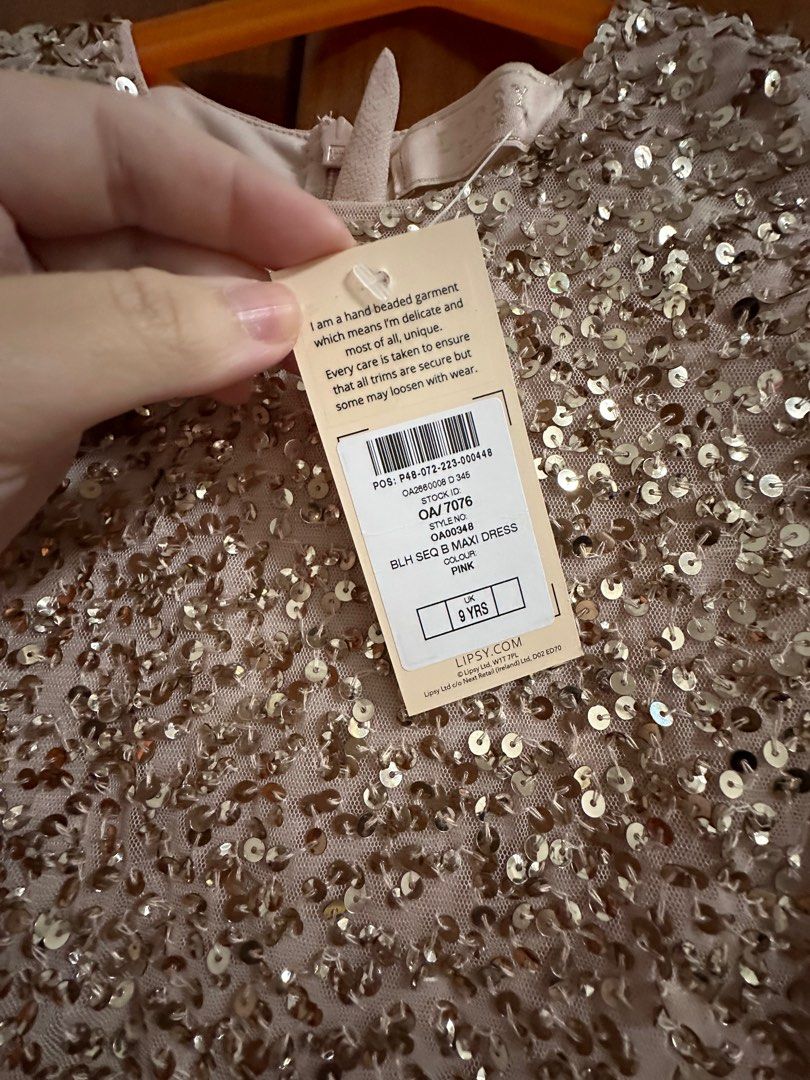 I am a hand beaded garment
which means I'm delicate and
most of all, unique.
Every care is taken to ensure
that all trims are secure but
some may loosen with wear.
POS: P48-072-223-000448
OA2660008 D 345
STOCK ID:
OA/7076
STYLE NO:
OA00348
BLH SEQ B MAXI DRESS
COLOUR:
PINK
UK
9 YRS
LIPSY.COM
© Lipsy Ltd. W1T 7PL
Lipsy Ltd c/o Next Retail (Ireland) Ltd. D02 ED70